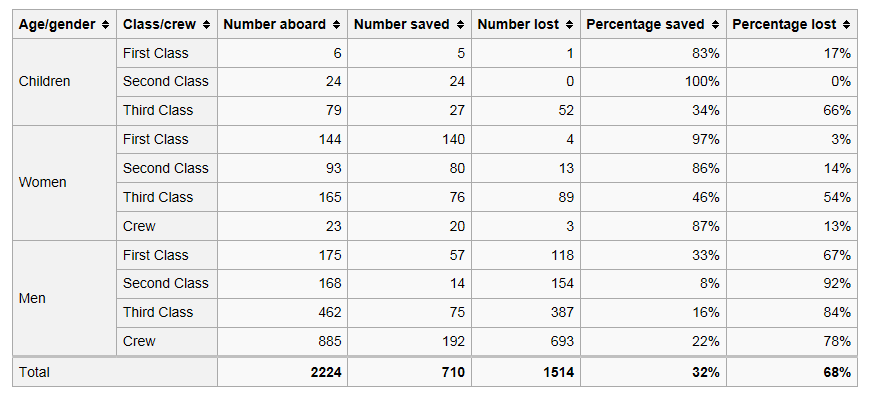 Age/gender Class/crew Number aboard Number saved Number lost Percentage saved Percentage lost
Children First Class 6 5 1 83% 17%
Second Class 24 24 0 100% 0%
Third Class 79 27 52 34% 66%
Women First Class 144 140 4 97% 3%
Second Class 93 80 13 86% 14%
Third Class 165 76 89 46% 54%
Crew 23 20 3 87% 13%
Men First Class 175 57 118 33% 67%
Second Class 168 14 154 8% 92%
Third Class 462 75 387 16% 84%
Crew 885 192 693 22% 78%
Total 2224 710 1514 32% 68%